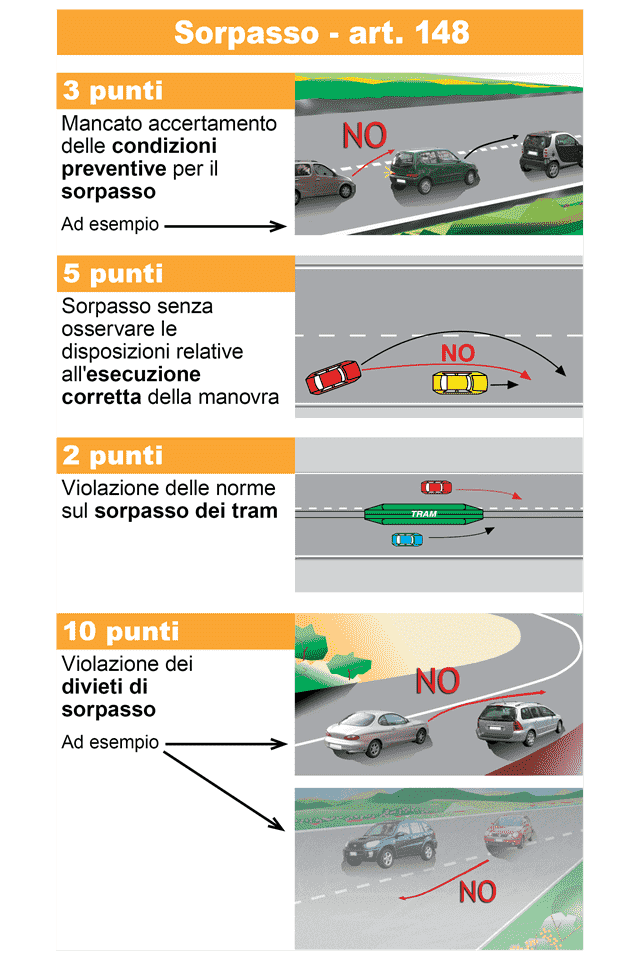 Sorpasso - art. 148
3 punti
Mancato accertamento
delle condizioni
preventive per il
sorpasso
Ad esempio
NO
5 punti
Sorpasso senza
osservare le
disposizioni relative
all'esecuzione
corretta della manovra
NO
2 punti
Violazione delle norme
sul sorpasso dei tram
TRAM
10 punti
Violazione dei
divieti di
sorpasso
Ad esempio
NO
NO